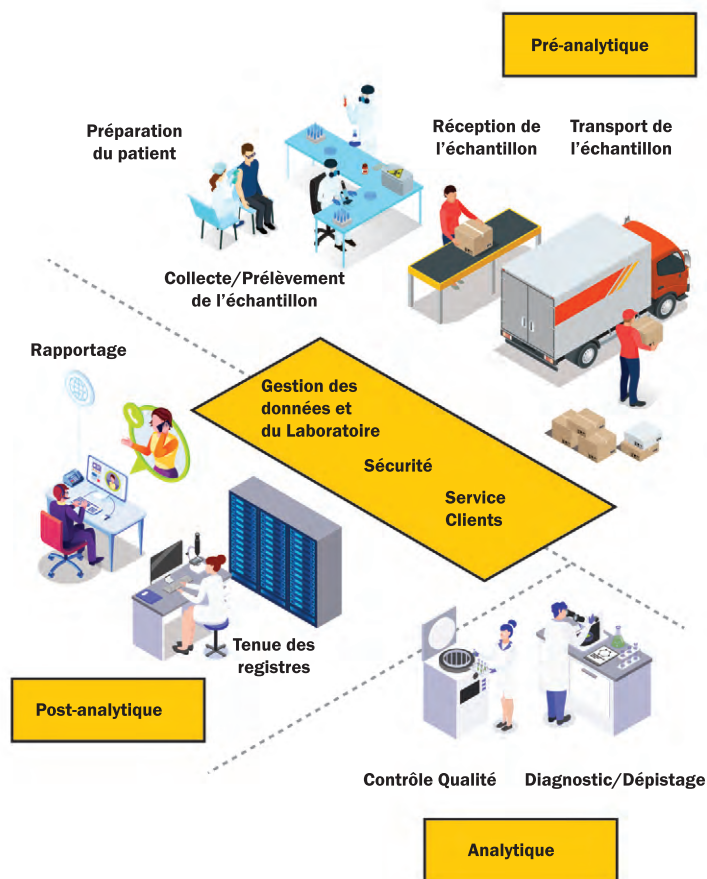 Pré-analytique
Préparation
du patient
Réception de
l'échantillon
Transport de
l'échantillon
Collecte/Prélèvement
de l'échantillon
Rapportage
Gestion des
données et
du Laboratoire
Sécurité
Service
Clients
Tenue des
registres
Post-analytique
Contrôle Qualité
Diagnostic/Dépistage
Analytique